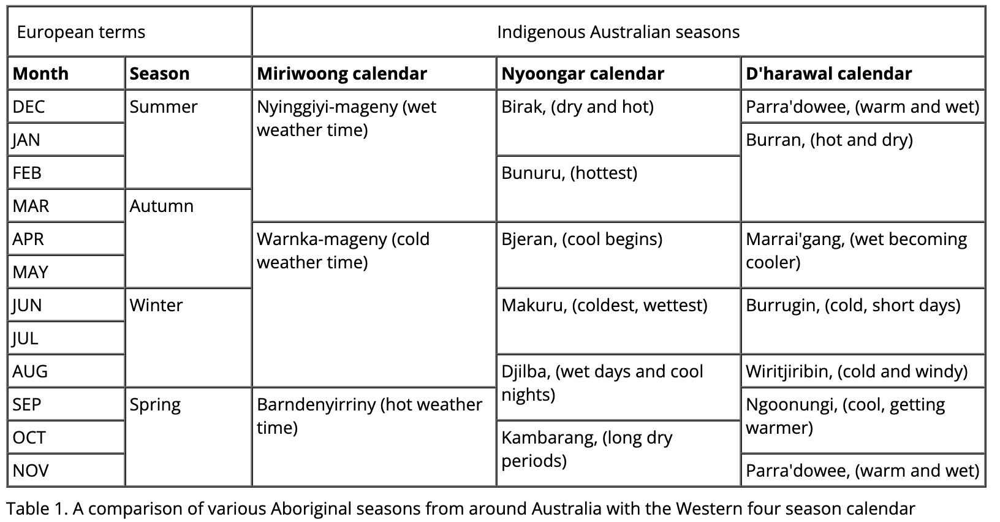 European terms Indigenous Australian seasons
Month Season Miriwoong calendar Nyoongar calendar D'harawal calendar
DEC Summer Nyinggiyi-mageny (wet Birak, (dry and hot) Parra'dowee, (warm and wet)
weather time)
JAN Burran, (hot and dry)
FEB Bunuru, (hottest)
MAR Autumn
APR Warnka-mageny (cold Bjeran, (cool begins) Marrai'gang, (wet becoming
weather time) cooler)
MAY
JUN Winter Makuru, (coldest, wettest) Burrugin, (cold, short days)
JUL
AUG Djilba, (wet days and cool Wiritjiribin, (cold and windy)
nights)
SEP Spring Barndenyirriny (hot weather Ngoonungi, (cool, getting
time) warmer)
OCT Kambarang, (long dry
periods)
NOV Parra'dowee, (warm and wet)
Table 1. A comparison of various Aboriginal seasons from around Australia with the Western four season calendar